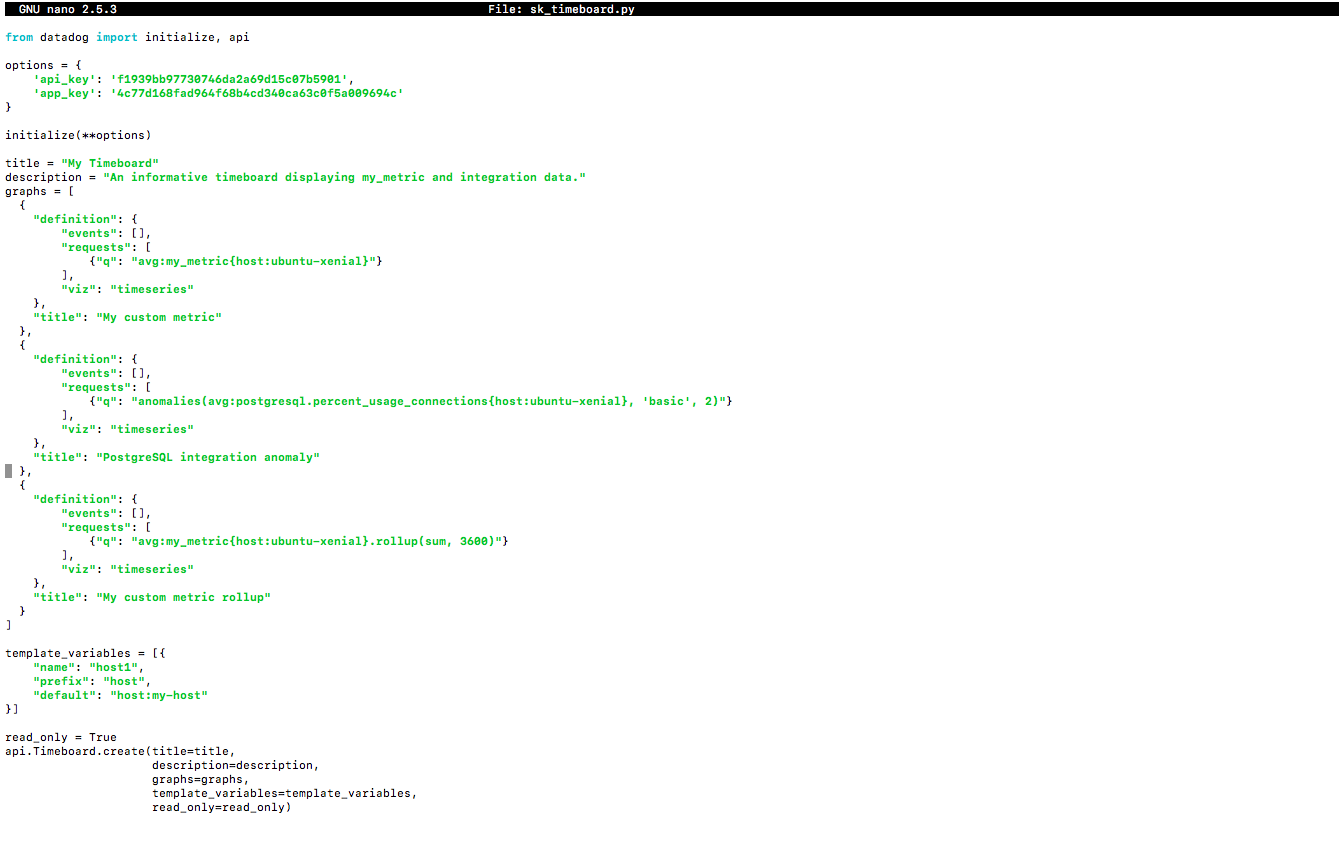 GNU nano 2.5.3 File: sk_timeboard.py
from datadog import initialize, api
options = {
    'api_key': 'f1939bb97730746da2a69d15c07b5901',
    'app_key': '4c77d168fad964f68b4cd340ca63c0f5a009694c'
}
initialize(**options)
title = "My Timeboard"
description = "An informative timeboard displaying my_metric and integration data."
graphs = [
  {
    "definition": {
        "events": [],
        "requests": [
            {"q": "avg:my_metric{host:ubuntu-xenial}"}
        ],
        "viz": "timeseries"
    },
    "title": "My custom metric"
  },
  {
    "definition": {
        "events": [],
        "requests": [
            {"q": "anomalies(avg:postgresql.percent_usage_connections{host:ubuntu-xenial}, 'basic', 2)"}
        ],
        "viz": "timeseries"
    },
    "title": "PostgreSQL integration anomaly"
  },
  {
    "definition": {
        "events": [],
        "requests": [
            {"q": "avg:my_metric{host:ubuntu-xenial}.rollup(sum, 3600)"}
        ],
        "viz": "timeseries"
    },
    "title": "My custom metric rollup"
  }
]
template_variables = [{
    "name": "host1",
    "prefix": "host",
    "default": "host:my-host"
}]
read_only = True
api.Timeboard.create(title=title,
                     description=description,
                     graphs=graphs,
                     template_variables=template_variables,
                     read_only=read_only)